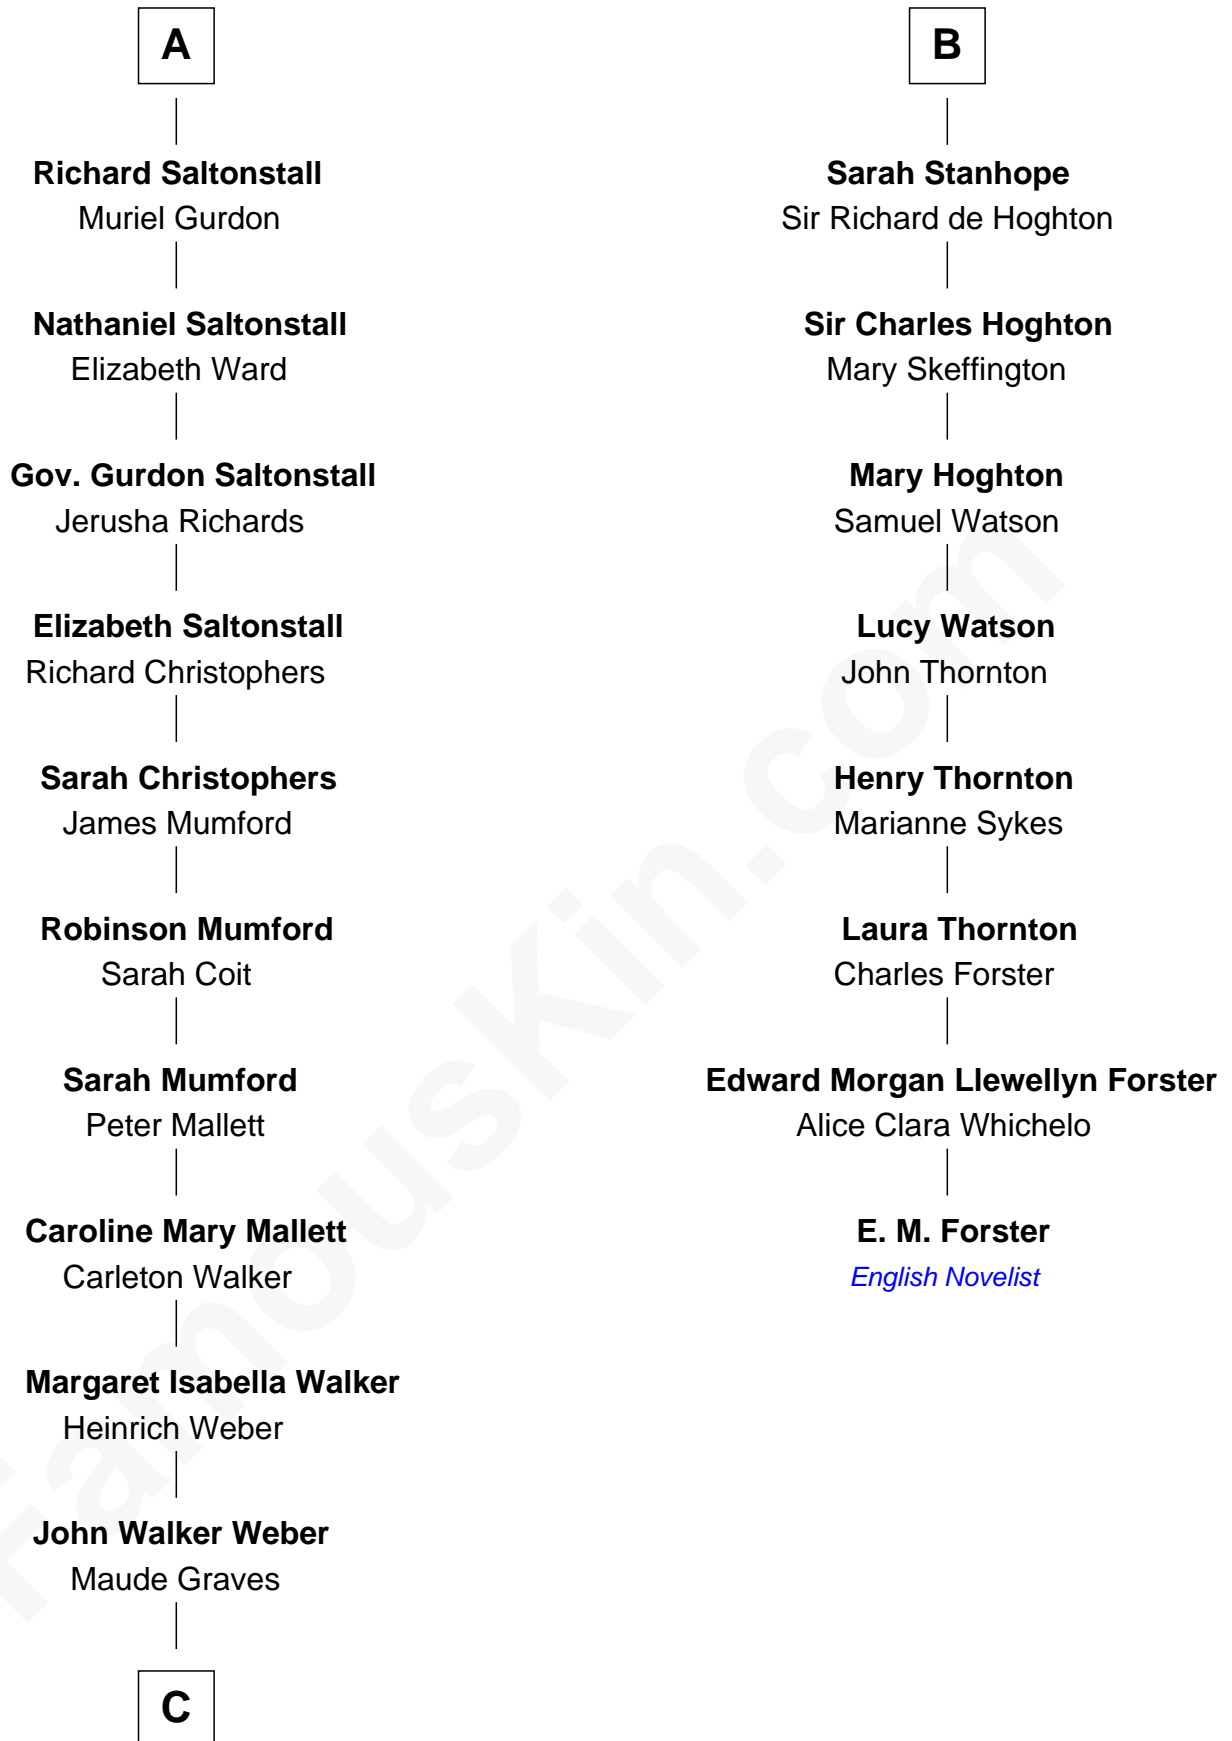 A
Richard Saltonstall
Muriel Gurdon
Nathaniel Saltonstall
Elizabeth Ward
Gov. Gurdon Saltonstall
Jerusha Richards
Elizabeth Saltonstall
Richard Christophers
Sarah Christophers
James Mumford
Robinson Mumford
Sarah Coit
Sarah Mumford
Peter Mallett
Caroline Mary Mallett
Carleton Walker
Margaret Isabella Walker
Heinrich Weber
John Walker Weber
Maude Graves
C
B
Sarah Stanhope
Sir Richard de Hoghton
Sir Charles Hoghton
Mary Skeffington
Mary Hoghton
Samuel Watson
Lucy Watson
John Thornton
Henry Thornton
Marianne Sykes
Laura Thornton
Charles Forster
Edward Morgan Llewellyn Forster
Alice Clara Whichelo
E. M. Forster
English Novelist
FamousKin.com